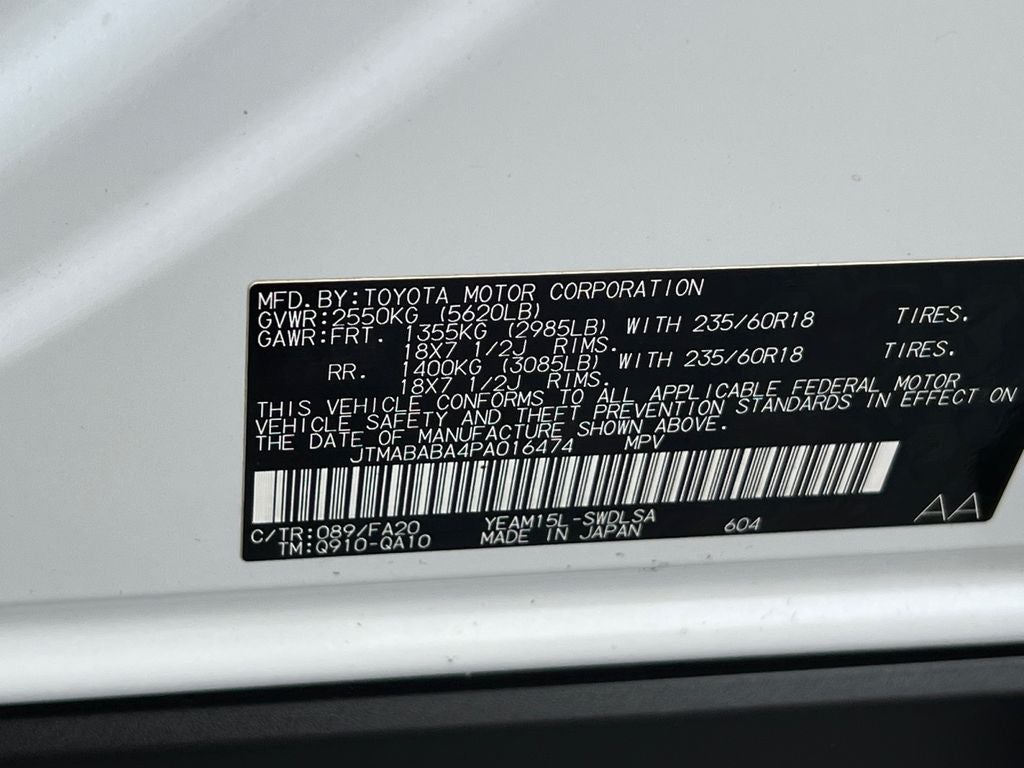 MFD.BY:TOYOTA MOTOR CORPORATION
GVWR:2550KG (5620LB)
GAWR:FRT. 1355KG (2985LB) WITH 235/60R18 TIRES.
18X7 1/2J RIMS.
RR. 1400KG (3085LB) WITH 235/60R18 TIRES.
18X7 1/2J RIMS.
THIS VEHICLE CONFORMS TO ALL APPLICABLE FEDERAL MOTOR
VEHICLE SAFETY AND THEFT PREVENTION STANDARDS IN EFFECT ON
THE DATE OF MANUFACTURE SHOWN ABOVE.
JTMABABA4PA016474 MPV
C/TR:089/FA20 YEAM15L-SWDLSA 604 AA
TM:Q910-QA10 MADE IN JAPAN